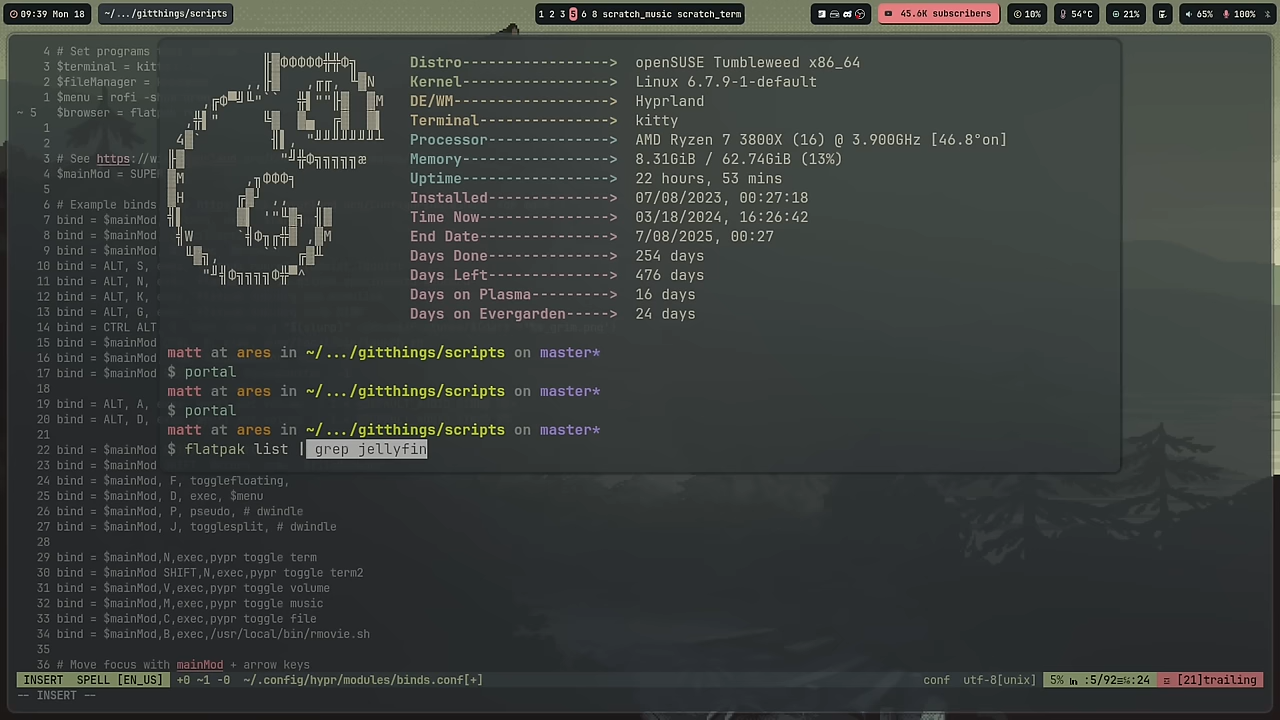 09:39 Mon 18 ~/.../gitthings/scripts 1 2 3 5 6 8 scratch_music scratch_term 45.6K subscribers 10% 54°C 21% 65% 100%
4 # Set programs
3 $terminal = kitt
2 $fileManager =
1 $menu = rofi -s
~ 5 $browser = flat
1
2
3 # See https://w
4 $mainMod = SUPE
5
6 # Example binds
7 bind = $mainMod
8 bind = $mainMod
9 bind = $mainMod
10 bind = ALT, S,
11 bind = ALT, N,
12 bind = ALT, K,
13 bind = ALT, G,
14 bind = CTRL ALT
15 bind = $mainMod
16 bind = $mainMod
17 bind = $mainMod
18
19 bind = ALT, A,
20 bind = ALT, D,
21
22 bind = $mainMod
23 bind = $mainMod
24 bind = $mainMod, F, togglefloating,
25 bind = $mainMod, D, exec, $menu
26 bind = $mainMod, P, pseudo, # dwindle
27 bind = $mainMod, J, togglesplit, # dwindle
28
29 bind = $mainMod,N,exec,pypr toggle term
30 bind = $mainMod SHIFT,N,exec,pypr toggle term2
31 bind = $mainMod,V,exec,pypr toggle volume
32 bind = $mainMod,M,exec,pypr toggle music
33 bind = $mainMod,C,exec,pypr toggle file
34 bind = $mainMod,B,exec,/usr/local/bin/rmovie.sh
35
36 # Move focus with mainMod + arrow keys
Distro------------------> openSUSE Tumbleweed x86_64
Kernel------------------> Linux 6.7.9-1-default
DE/WM-------------------> Hyprland
Terminal----------------> kitty
Processor---------------> AMD Ryzen 7 3800X (16) @ 3.900GHz [46.8°on]
Memory------------------> 8.31GiB / 62.74GiB (13%)
Uptime------------------> 22 hours, 53 mins
Installed---------------> 07/08/2023, 00:27:18
Time Now----------------> 03/18/2024, 16:26:42
End Date----------------> 7/08/2025, 00:27
Days Done---------------> 254 days
Days Left---------------> 476 days
Days on Plasma----------> 16 days
Days on Evergarden------> 24 days
matt at ares in ~/.../gitthings/scripts on master*
$ portal
matt at ares in ~/.../gitthings/scripts on master*
$ portal
matt at ares in ~/.../gitthings/scripts on master*
$ flatpak list | grep jellyfin
INSERT SPELL [EN_US] +0 ~1 -0 ~/.config/hypr/modules/binds.conf[+] conf utf-8[unix] 5% ln :5/92≡℅:24 [21]trailing
-- INSERT --